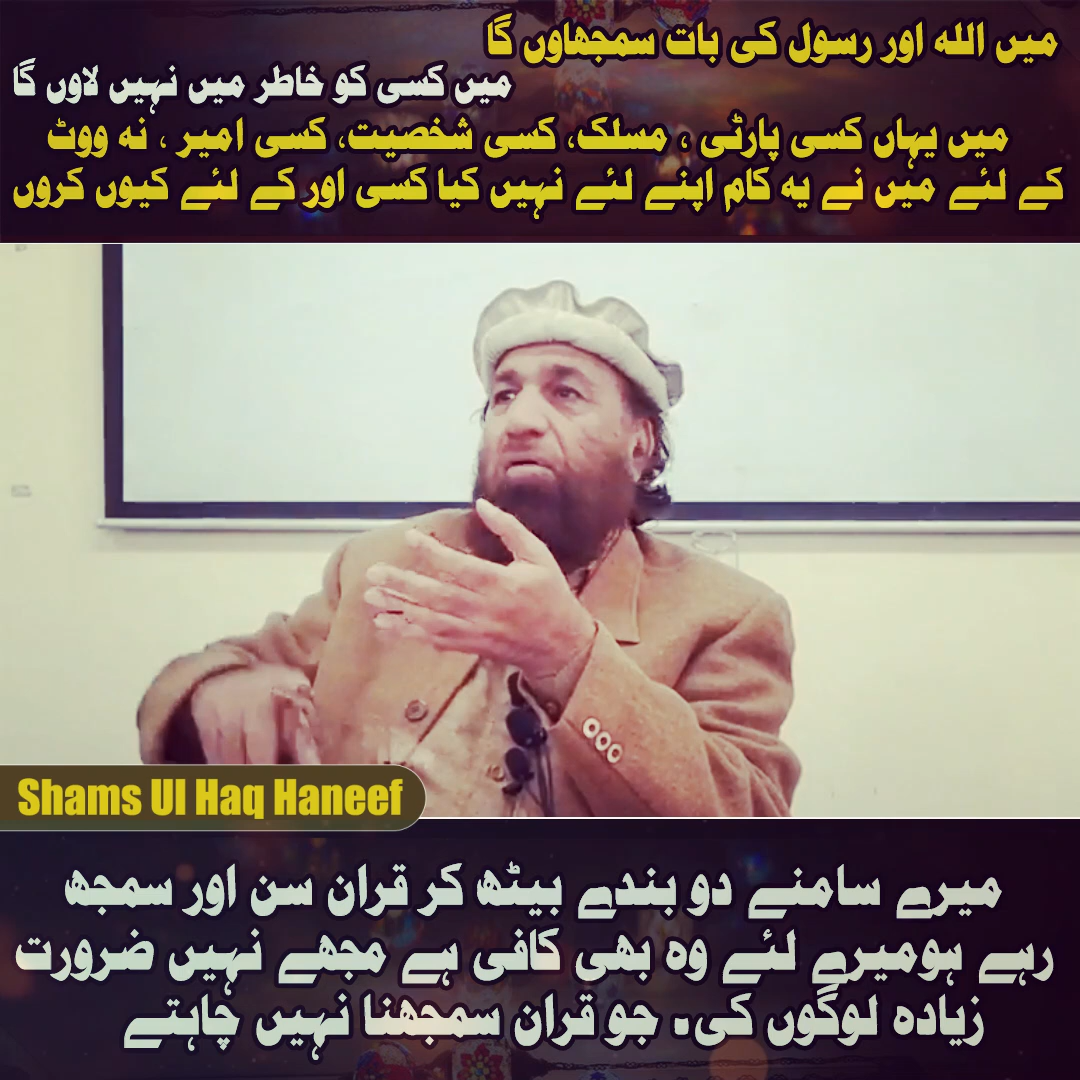 میں اللہ اور رسول کی بات سمجھاوں گا
میں کسی کو خاطر میں نہیں لاوں گا
میں یہاں کسی پارٹی ، مسلک، کسی شخصیت، کسی امیر ، نہ ووٹ
کے لئے میں نے یہ کام اپنے لئے نہیں کیا کسی اور کے لئے کیوں کروں
Shams Ul Haq Haneef
میرے سامنے دو بندے بیٹھ کر قران سن اور سمجھ
رہے ہومیرے لئے وہ بھی کافی ہے مجھے نہیں ضرورت
زیادہ لوگوں کی. جو قران سمجھنا نہیں چاہتے